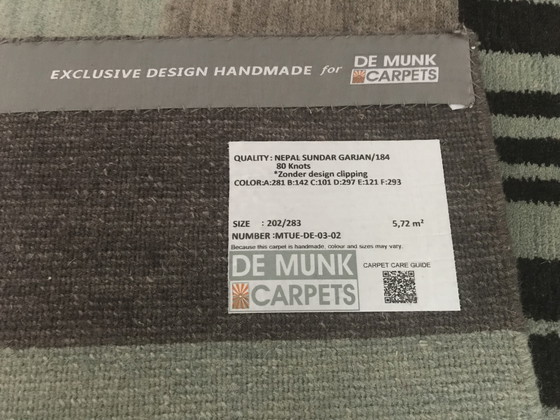 EXCLUSIVE DESIGN HANDMADE for DE MUNK CARPETS
QUALITY : NEPAL SUNDAR GARJAN/184
80 Knots
*Zonder design clipping
COLOR:A:281 B:142 C:101 D:297 E:121 F:293
SIZE : 202/283 5,72 m²
NUMBER :MTUE-DE-03-02
Because this carpet is handmade, colour and sizes may vary.
DE MUNK CARPETS
CARPET CARE GUIDE